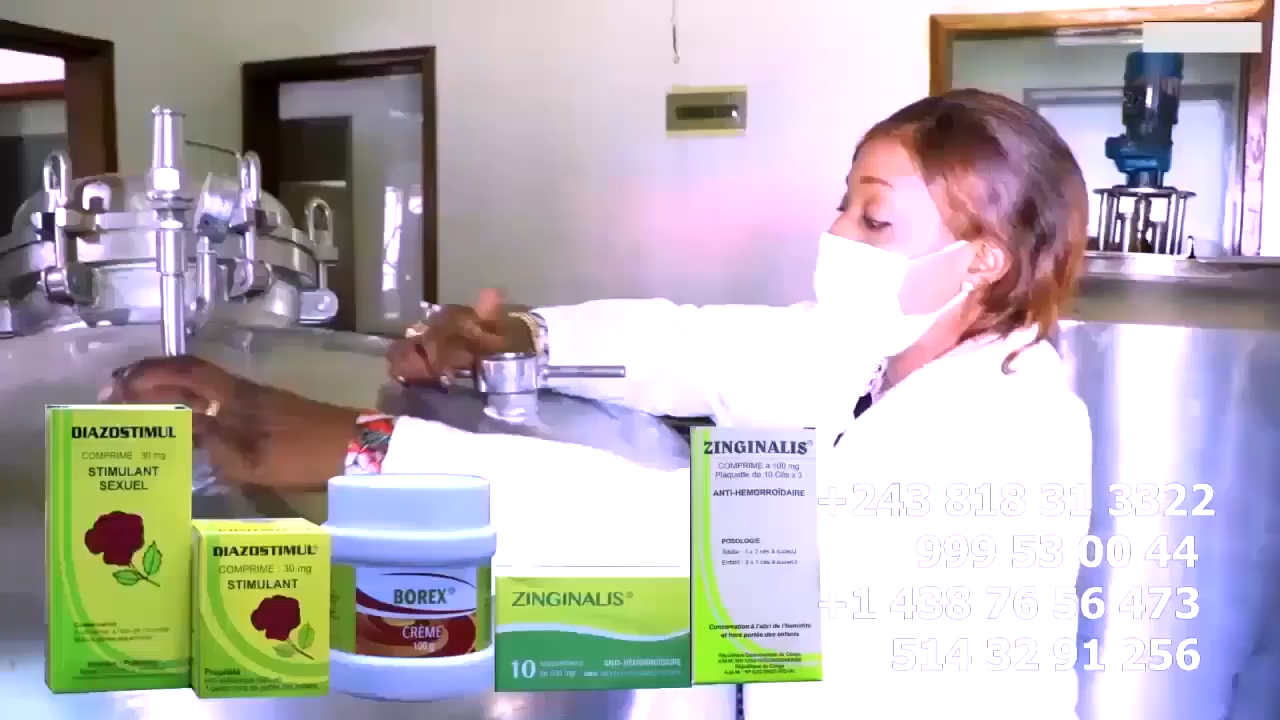 DIAZOSTIMUL
COMPRIME : 30 mg
STIMULANT
SEXUEL
DIAZOSTIMUL®
COMPRIME : 30 mg
STIMULANT
Propriété
BOREX®
CRÈME
100 g
ZINGINALIS®
10
ANTI-HÉMORROÏDAIRE
ZINGINALIS®
COMPRIME a 100 mg
Plaquette de 10 Cés x 3
ANTI-HEMORROÏDAIRE
POSOLOGIE
Conservation à l'abri de l'humidité
et hors portée des enfants
+243 818 31 3322
999 53 00 44
+1 438 76 56 473
514 32 91 256